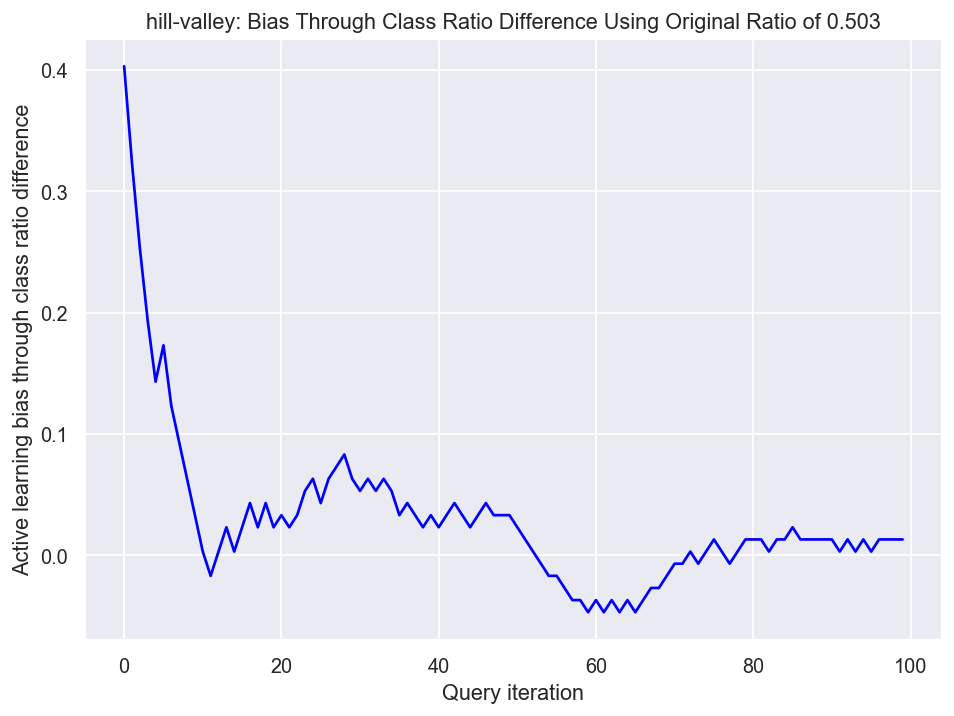 hill-valley: Bias Through Class Ratio Difference Using Original Ratio of 0.503
Active learning bias through class ratio difference
0.4
0.3
0.2
0.1
0.0
0 20 40 60 80 100
Query iteration